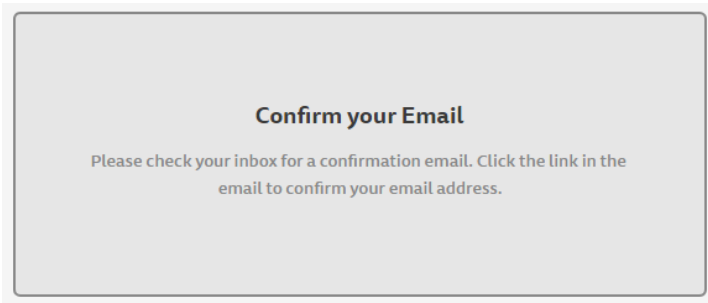 Confirm your Email
Please check your inbox for a confirmation email. Click the link in the
email to confirm your email address.